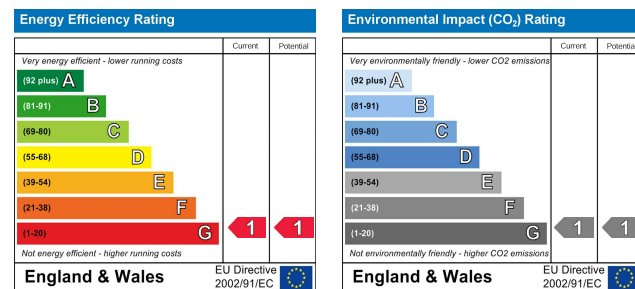 Energy Efficiency Rating
Current Potential
Very energy efficient - lower running costs
(92 plus) A
(81-91) B
(69-80) C
(55-68) D
(39-54) E
(21-38) F
(1-20) G 1 1
Not energy efficient - higher running costs
England & Wales
EU Directive
2002/91/EC
Environmental Impact (CO₂) Rating
Current Potential
Very environmentally friendly - lower CO2 emissions
(92 plus) A
(81-91) B
(69-80) C
(55-68) D
(39-54) E
(21-38) F
(1-20) G 1 1
Not environmentally friendly - higher CO2 emissions
England & Wales
EU Directive
2002/91/EC